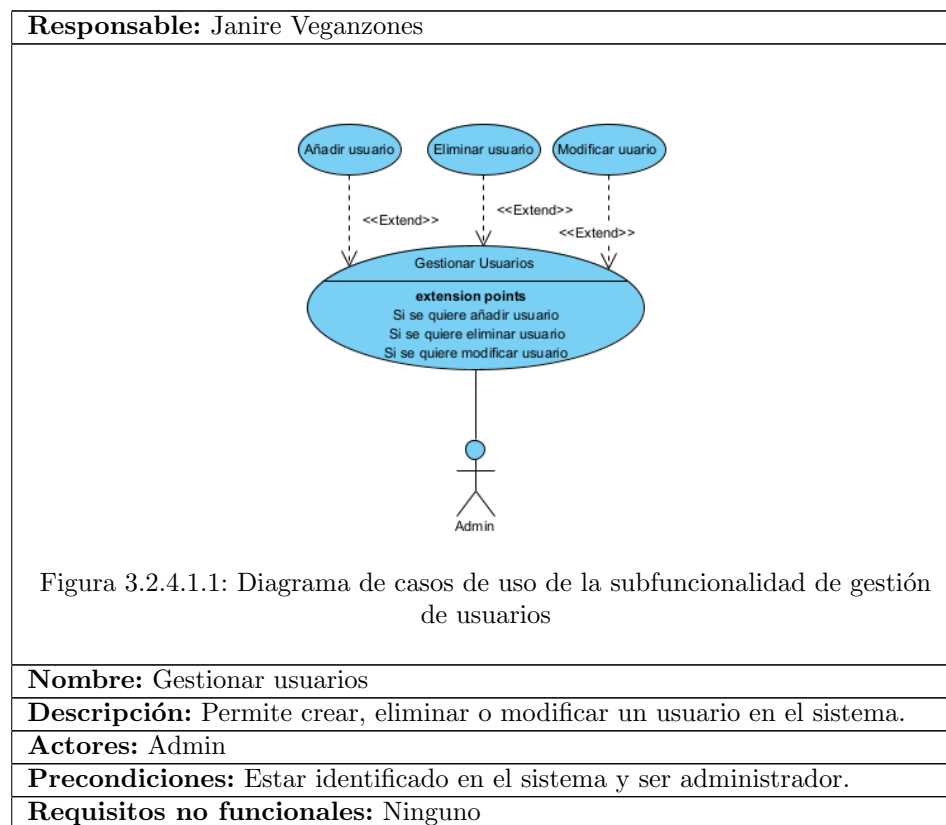 Responsable: Janire Veganzones
Añadir usuario
Eliminar usuario
Modificar uuario
<<Extend>>
<<Extend>>
<<Extend>>
Gestionar Usuarios
extension points
Si se quiere añadir usuario
Si se quiere eliminar usuario
Si se quiere modificar usuario
Admin
Figura 3.2.4.1.1: Diagrama de casos de uso de la subfuncionalidad de gestión
de usuarios
Nombre: Gestionar usuarios
Descripción: Permite crear, eliminar o modificar un usuario en el sistema.
Actores: Admin
Precondiciones: Estar identificado en el sistema y ser administrador.
Requisitos no funcionales: Ninguno